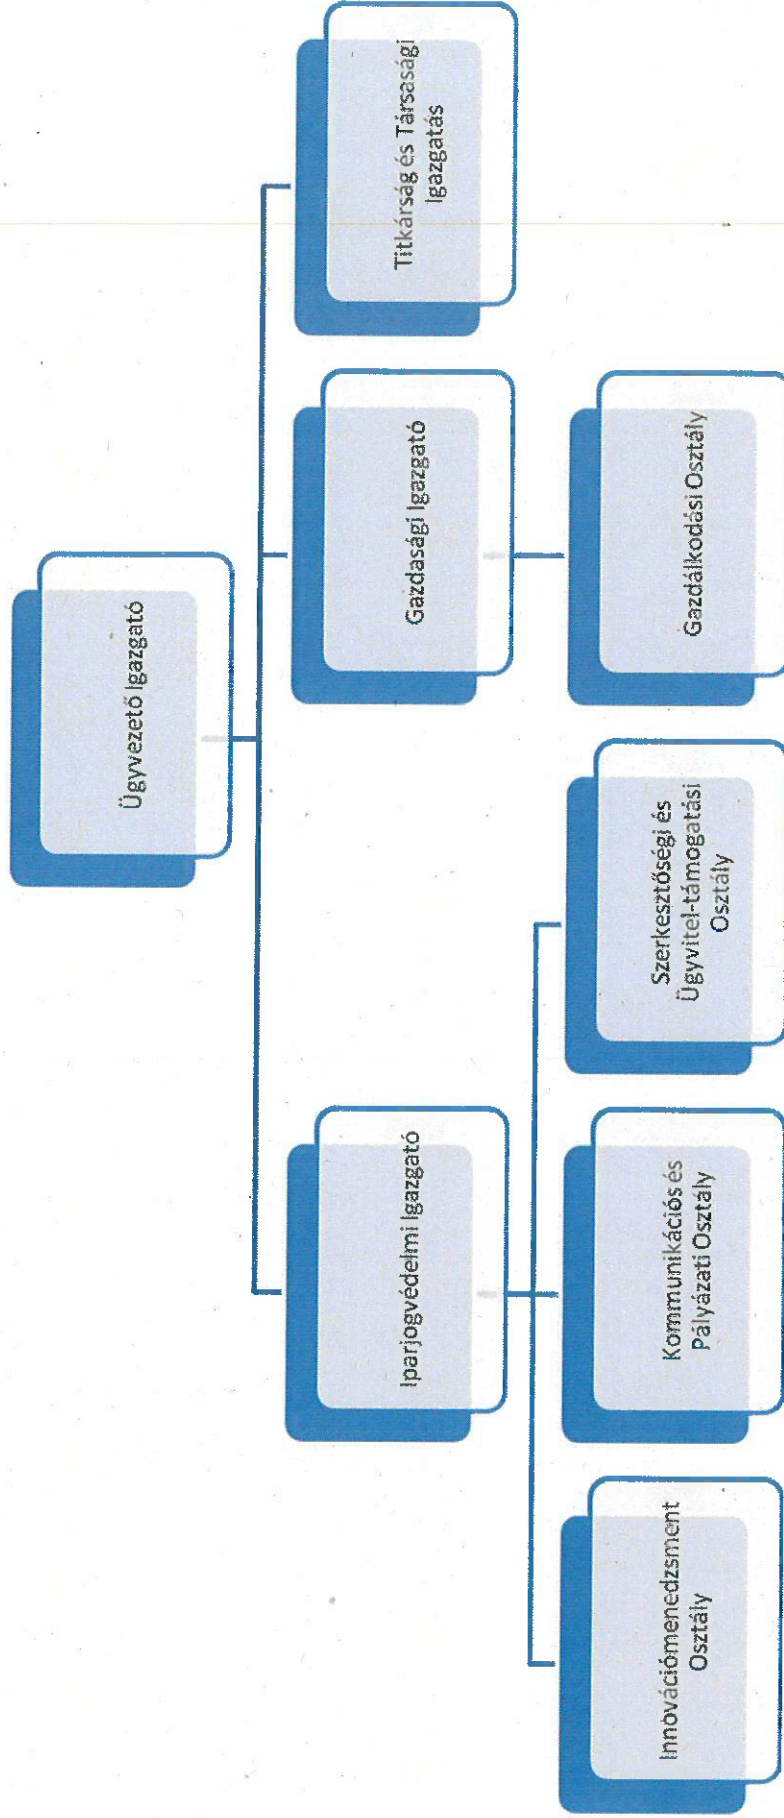 Ügyvezető Igazgató
Iparjogvédelmi Igazgató
Gazdasági Igazgató
Titkárság és Társasági
Igazgatás
Innovációmenedzsment
Osztály
Kommunikációs és
Pályázati Osztály
Szerkesztőségi és
Ügyvitel-támogatási
Osztály
Gazdálkodási Osztály